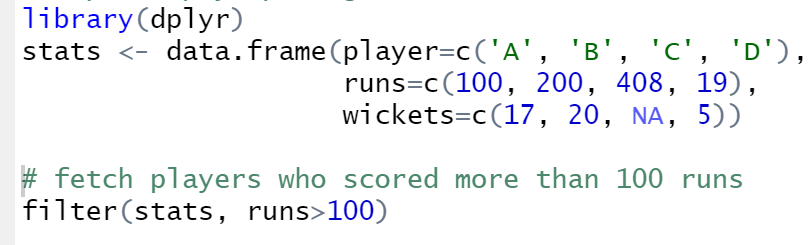 library(dplyr)
stats <- data.frame(player=c('A', 'B', 'C', 'D'),
runs=c(100, 200, 408, 19),
wickets=c(17, 20, NA, 5))
# fetch players who scored more than 100 runs
filter(stats, runs>100)